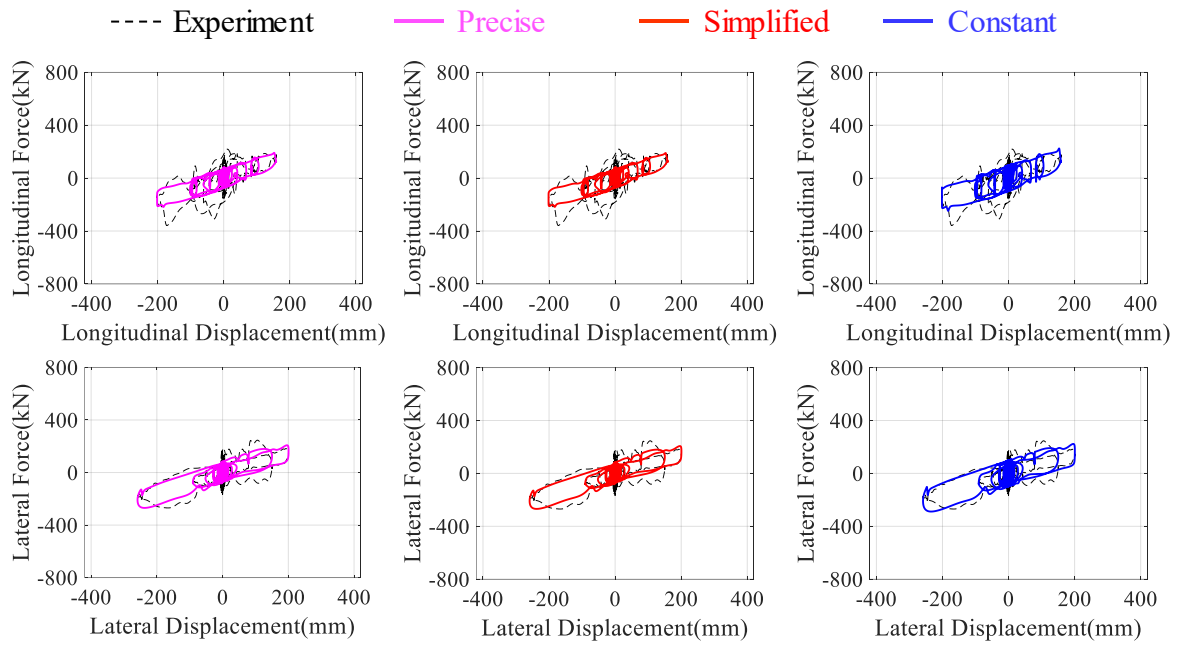 Experiment Precise Simplified Constant
800 800 800
400 400 400
0 0 0
-400 -400 -400
-800 -800 -800
Longitudinal Force(kN) Longitudinal Force(kN) Longitudinal Force(kN)
-400 -200 0 200 400 -400 -200 0 200 400 -400 -200 0 200 400
Longitudinal Displacement(mm) Longitudinal Displacement(mm) Longitudinal Displacement(mm)
800 800 800
400 400 400
0 0 0
-400 -400 -400
-800 -800 -800
Lateral Force(kN) Lateral Force(kN) Lateral Force(kN)
-400 -200 0 200 400 -400 -200 0 200 400 -400 -200 0 200 400
Lateral Displacement(mm) Lateral Displacement(mm) Lateral Displacement(mm)